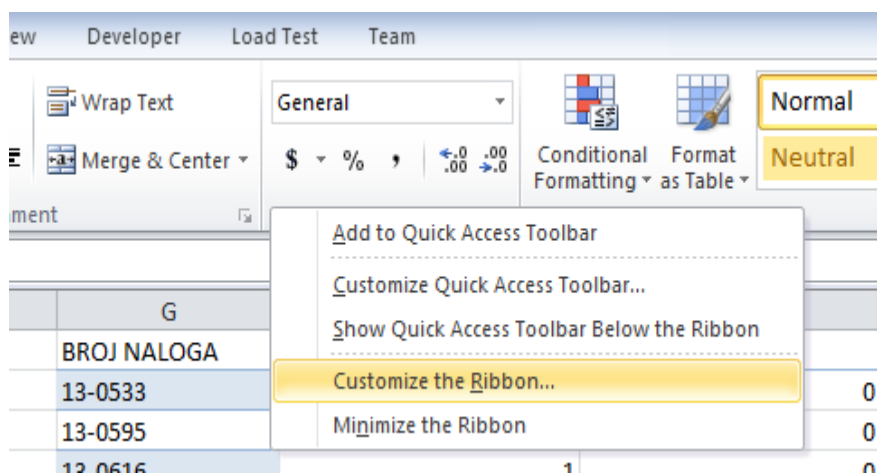 ew Developer Load Test Team
Wrap Text General Normal
Merge & Center $ % , .0 .00 .00 .0 Conditional Formatting Format as Table Neutral
ment
Add to Quick Access Toolbar
Customize Quick Access Toolbar...
Show Quick Access Toolbar Below the Ribbon
Customize the Ribbon...
Minimize the Ribbon
G
BROJ NALOGA
13-0533 0
13-0595 0
13-0616 1 0